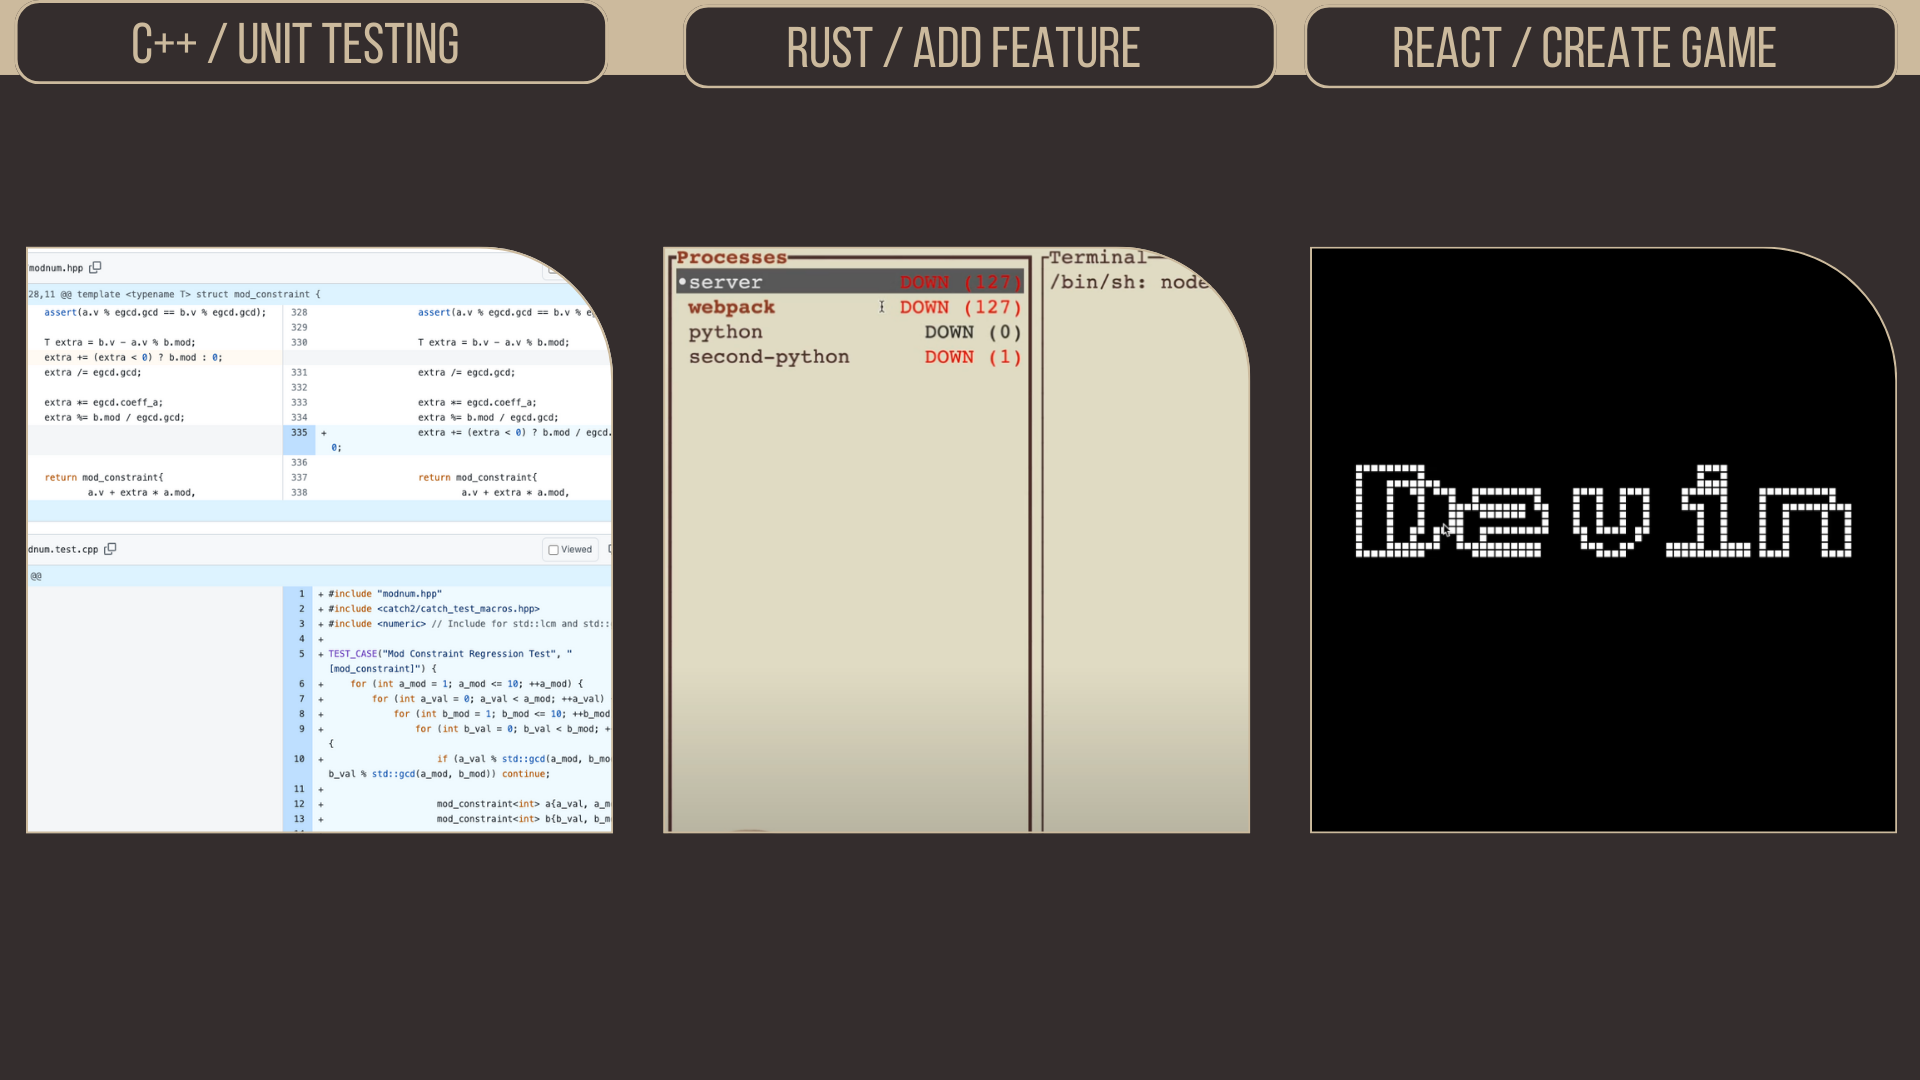 C++ / UNIT TESTING
RUST / ADD FEATURE
REACT / CREATE GAME
modnum.hpp
28,11 @@ template <typename T> struct mod_constraint {
assert(a.v % egcd.gcd == b.v % egcd.gcd); 328 assert(a.v % egcd.gcd == b.v %
329
T extra = b.v - a.v % b.mod; 330 T extra = b.v - a.v % b.mod;
extra += (extra < 0) ? b.mod : 0;
extra /= egcd.gcd; 331 extra /= egcd.gcd;
332
extra *= egcd.coeff_a; 333 extra *= egcd.coeff_a;
extra %= b.mod / egcd.gcd; 334 extra %= b.mod / egcd.gcd;
335 + extra += (extra < 0) ? b.mod / egcd.
0;
336
return mod_constraint{ 337 return mod_constraint{
a.v + extra * a.mod, 338 a.v + extra * a.mod,
dnum.test.cpp
Viewed
@@
1 + #include "modnum.hpp"
2 + #include <catch2/catch_test_macros.hpp>
3 + #include <numeric> // Include for std::lcm and std::
4 +
5 + TEST_CASE("Mod Constraint Regression Test", "
[mod_constraint]") {
6 + for (int a_mod = 1; a_mod <= 10; ++a_mod) {
7 + for (int a_val = 0; a_val < a_mod; ++a_val)
8 + for (int b_mod = 1; b_mod <= 10; ++b_mod
9 + for (int b_val = 0; b_val < b_mod; +
{
10 + if (a_val % std::gcd(a_mod, b_mo
b_val % std::gcd(a_mod, b_mod)) continue;
11 +
12 + mod_constraint<int> a{a_val, a_m
13 + mod_constraint<int> b{b_val, b_m
Processes
•server DOWN (127)
webpack DOWN (127)
python DOWN (0)
second-python DOWN (1)
Terminal
/bin/sh: node
Devin